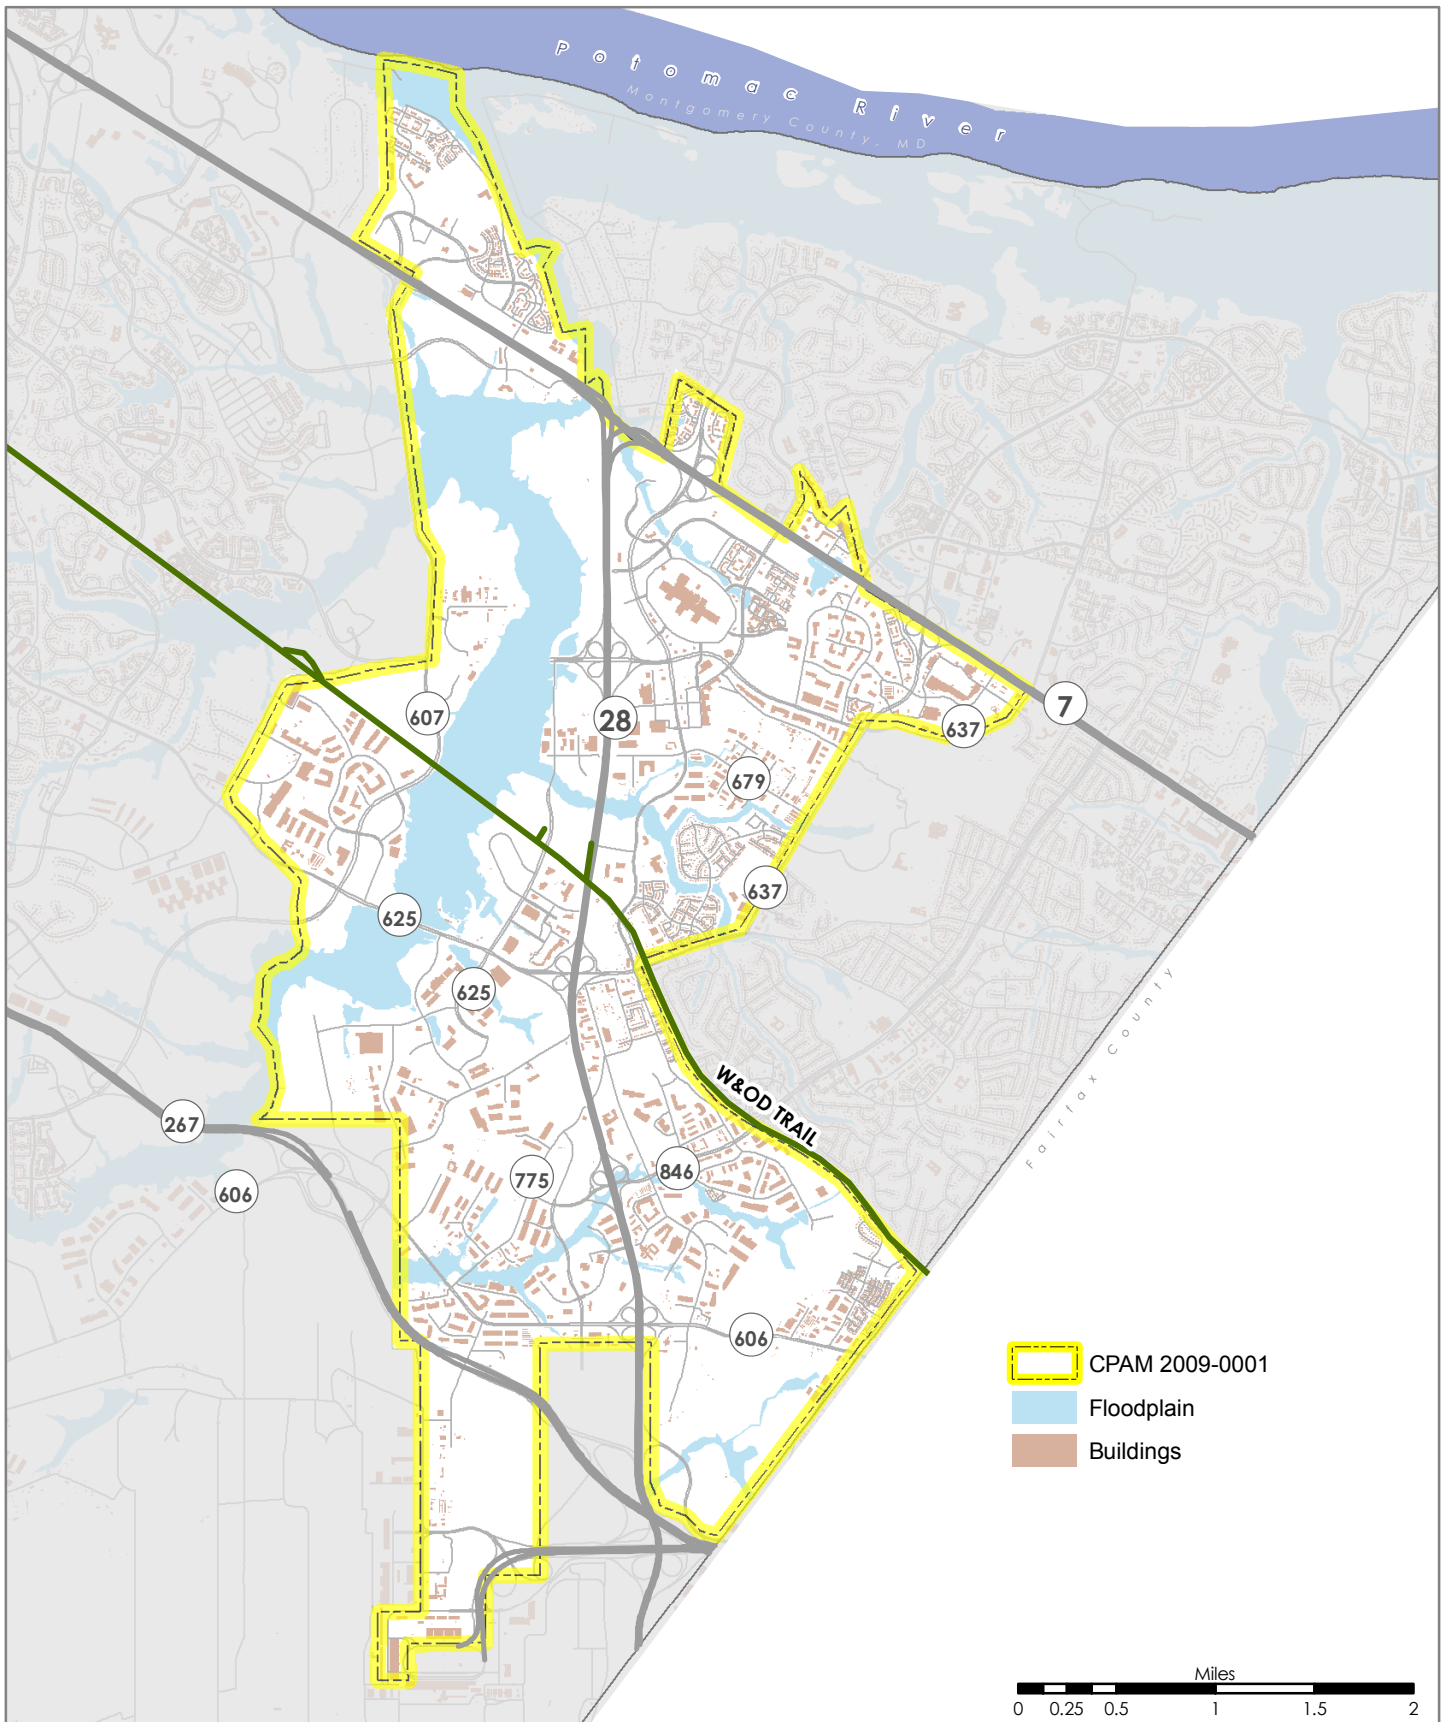 Potomac River
Montgomery County, MD
607
28
7
637
679
637
625
625
W&OD TRAIL
Fairfax County
267
606
775
846
606
CPAM 2009-0001
Floodplain
Buildings
Miles
0 0.25 0.5 1 1.5 2